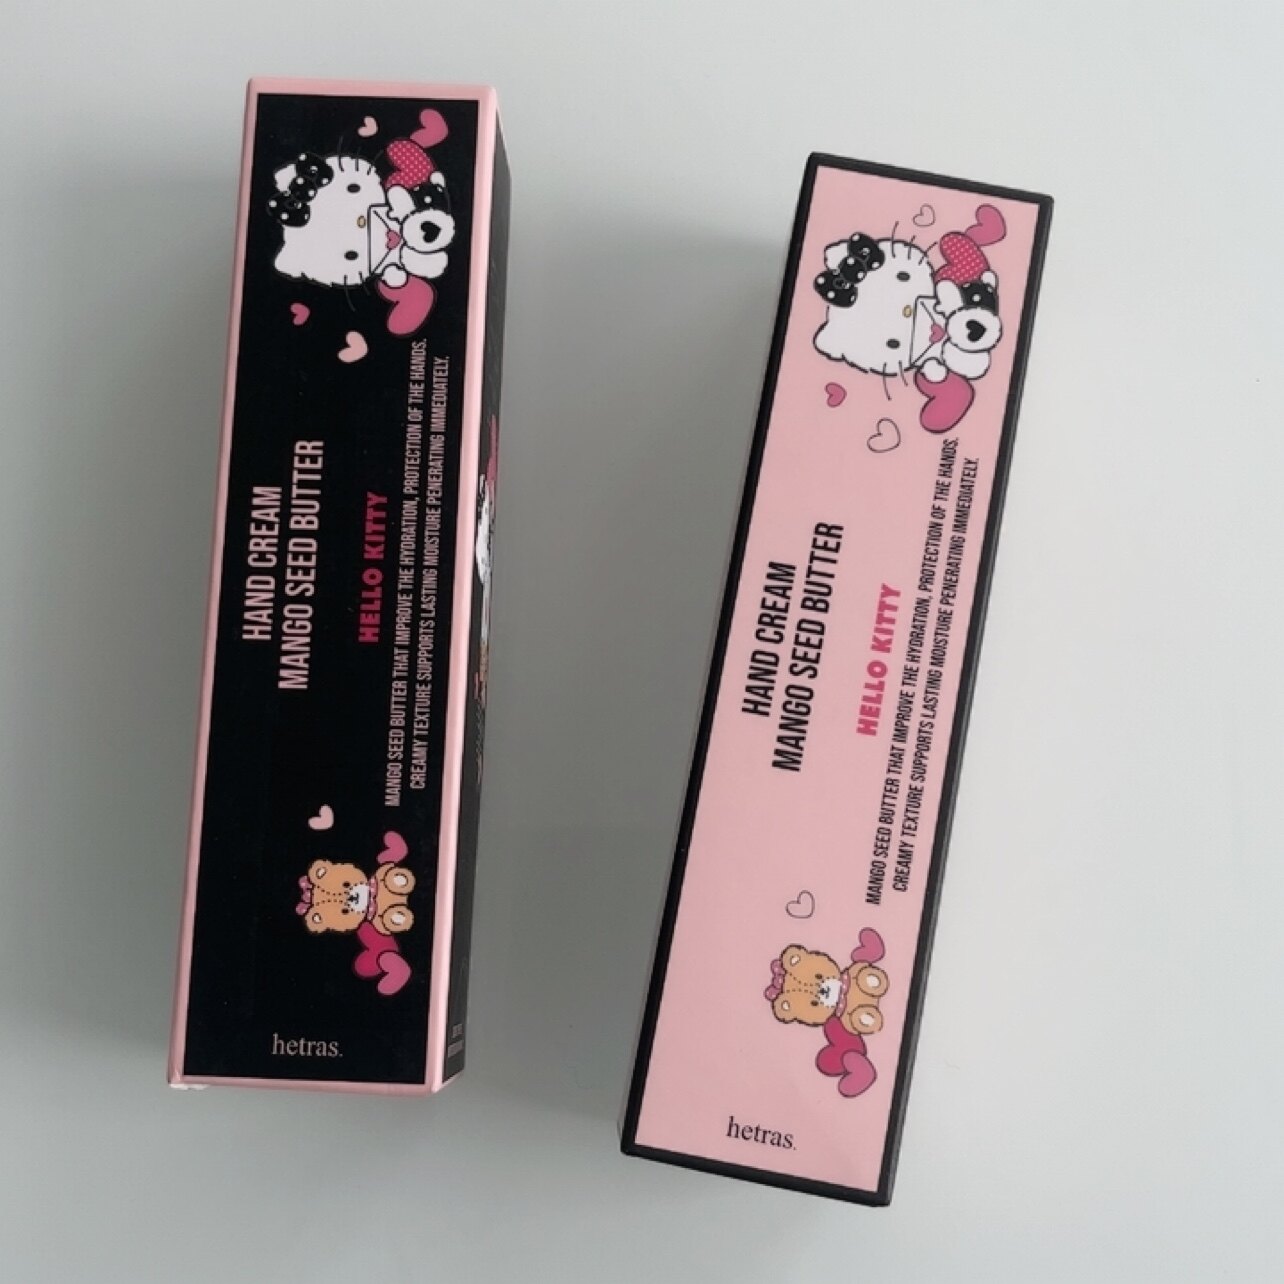 HAND CREAM
MANGO SEED BUTTER
HELLO KITTY
MANGO SEED BUTTER THAT IMPROVE THE HYDRATION, PROTECTION OF THE HANDS.
CREAMY TEXTURE SUPPORTS LASTING MOISTURE PENERATING IMMEDIATELY.
hetras.
HAND CREAM
MANGO SEED BUTTER
HELLO KITTY
MANGO SEED BUTTER THAT IMPROVE THE HYDRATION, PROTECTION OF THE HANDS.
CREAMY TEXTURE SUPPORTS LASTING MOISTURE PENERATING IMMEDIATELY.
hetras.